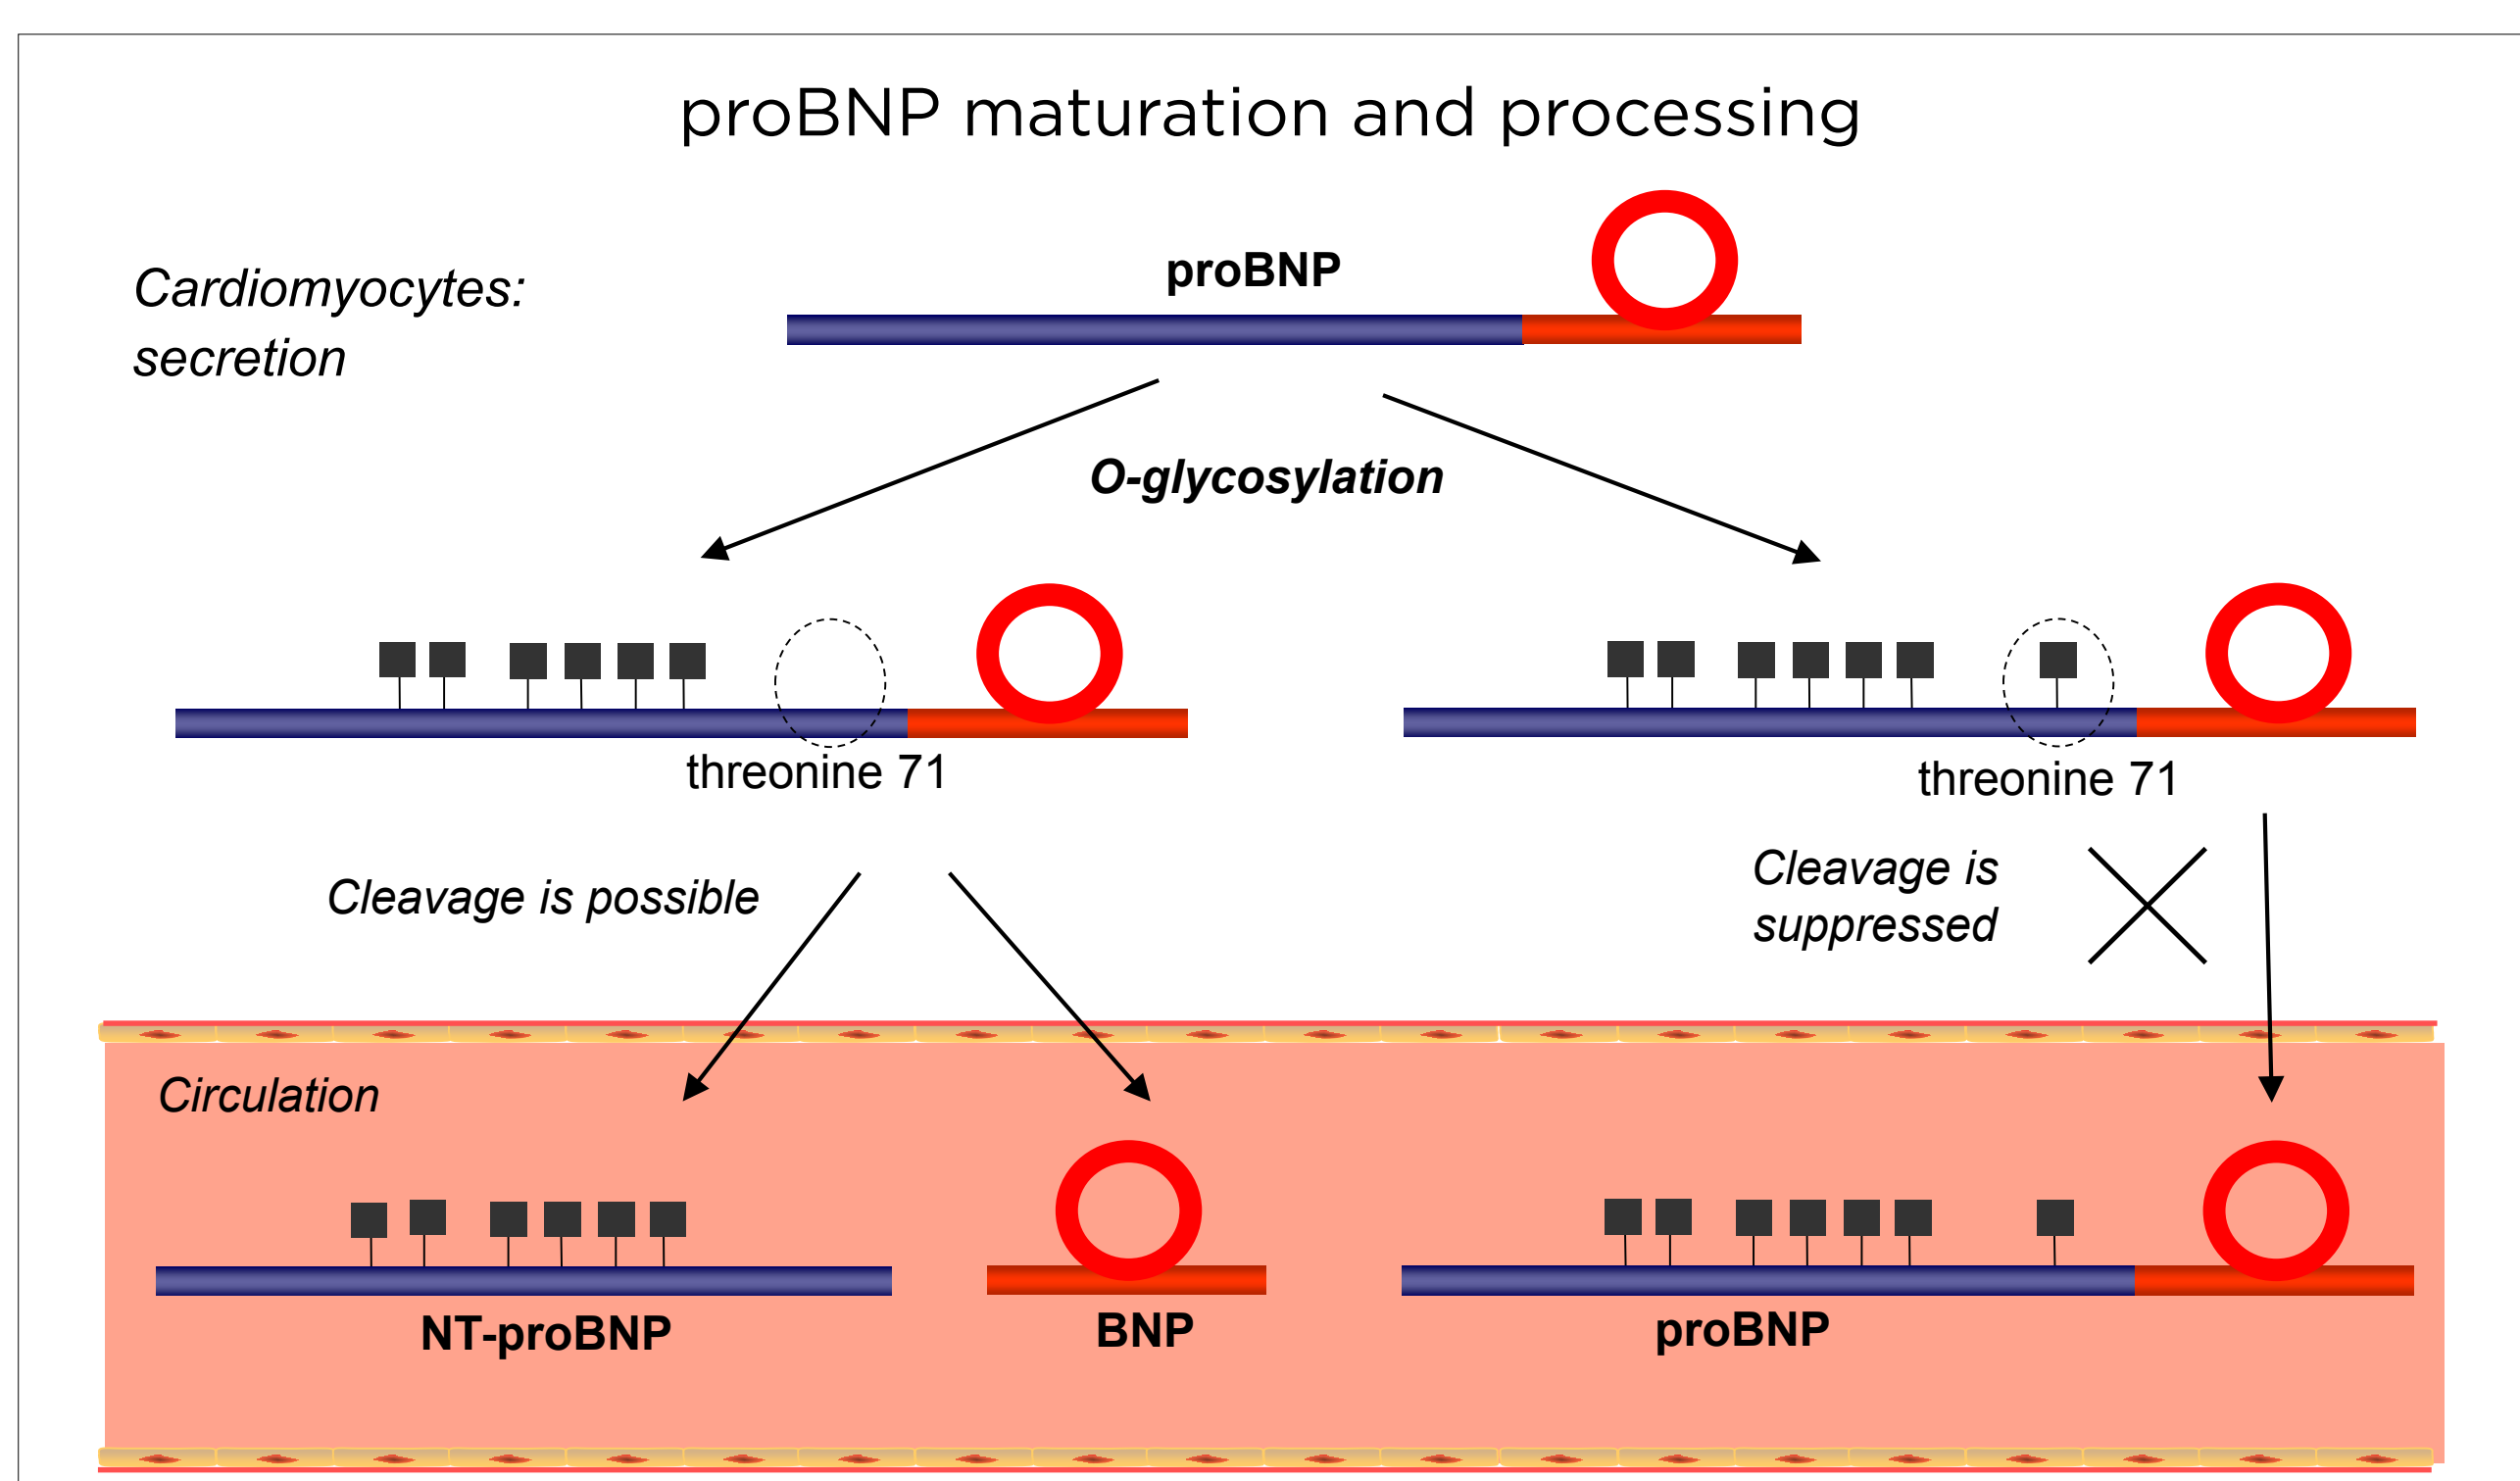 proBNP maturation and processing
Cardiomyocytes:
secretion
proBNP
O-glycosylation
threonine 71
threonine 71
Cleavage is possible
Cleavage is
suppressed
Circulation
NT-proBNP
BNP
proBNP